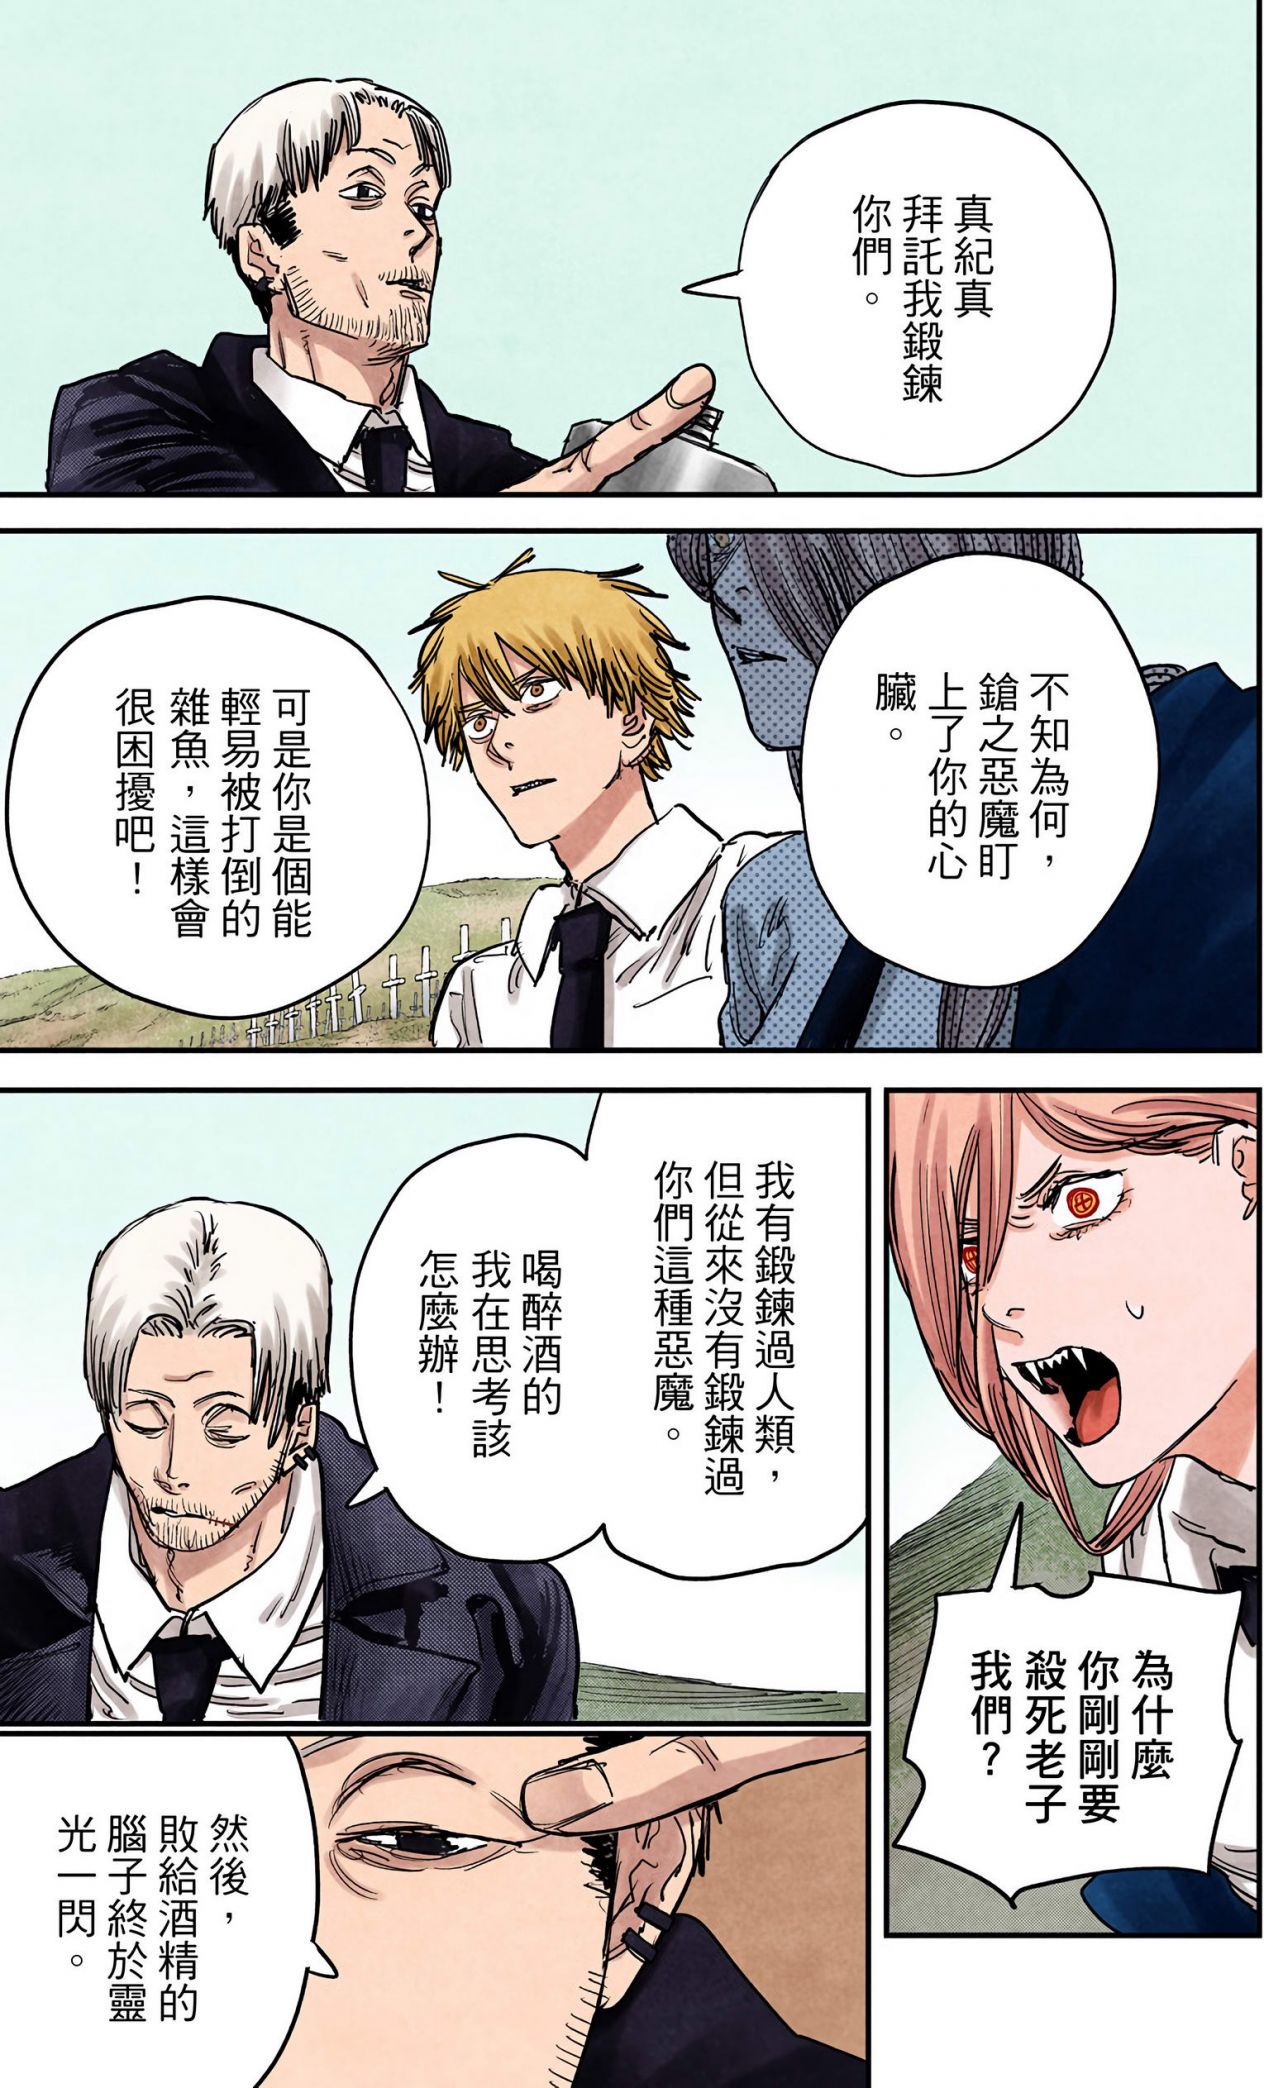 真紀真
拜託我鍛鍊
你們。
不知為何，
鎗之惡魔盯
上了你的心
臟。
可是你是個能
輕易被打倒的
雜魚，這樣會
很困擾吧！
為什麼
你剛剛要
殺死老子
我們？
我有鍛鍊過人類，
但從來沒有鍛鍊過
你們這種惡魔。
喝醉酒的
我在思考該
怎麼辦！
然後，
敗給酒精的
腦子終於靈
光一閃。